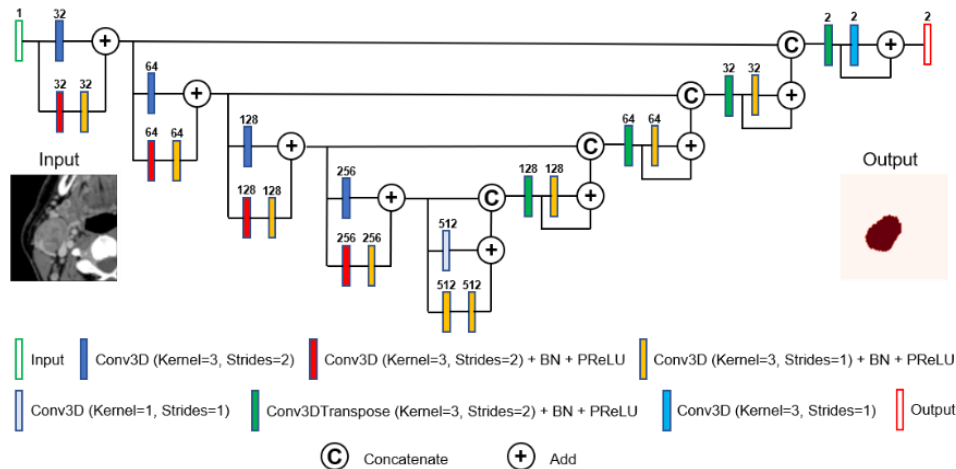 1 32 + C 2 2 + 2
32 32 64 + C 32 32 +
64 64 128 + C 64 64 +
Input 128 128 256 + C 128 128 + Output
256 256 512 +
512 512
Input Conv3D (Kernel=3, Strides=2) Conv3D (Kernel=3, Strides=2) + BN + PReLU Conv3D (Kernel=3, Strides=1) + BN + PReLU
Conv3D (Kernel=1, Strides=1) Conv3DTranspose (Kernel=3, Strides=2) + BN + PReLU Conv3D (Kernel=3, Strides=1) Output
C Concatenate + Add